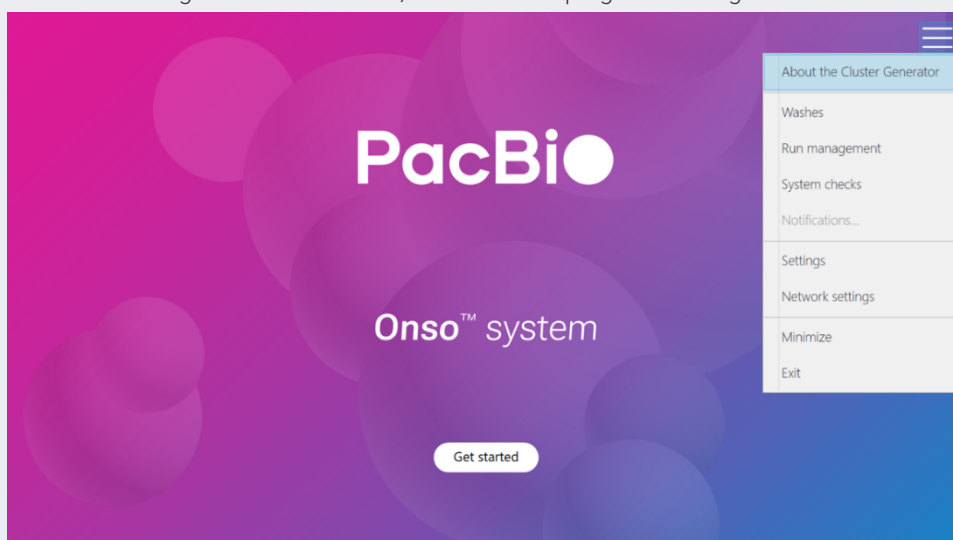 PacBio
Onso™ system
Get started
About the Cluster Generator
Washes
Run management
System checks
Notifications...
Settings
Network settings
Minimize
Exit